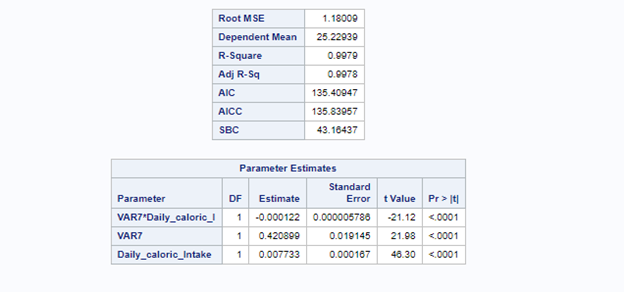 Root MSE 1.18009
Dependent Mean 25.22939
R-Square 0.9979
Adj R-Sq 0.9978
AIC 135.40947
AICC 135.83957
SBC 43.16437
Parameter Estimates
Parameter DF Estimate Standard Error t Value Pr > |t|
VAR7*Daily_caloric_I 1 -0.000122 0.000005786 -21.12 <.0001
VAR7 1 0.420899 0.019145 21.98 <.0001
Daily_caloric_Intake 1 0.007733 0.000167 46.30 <.0001